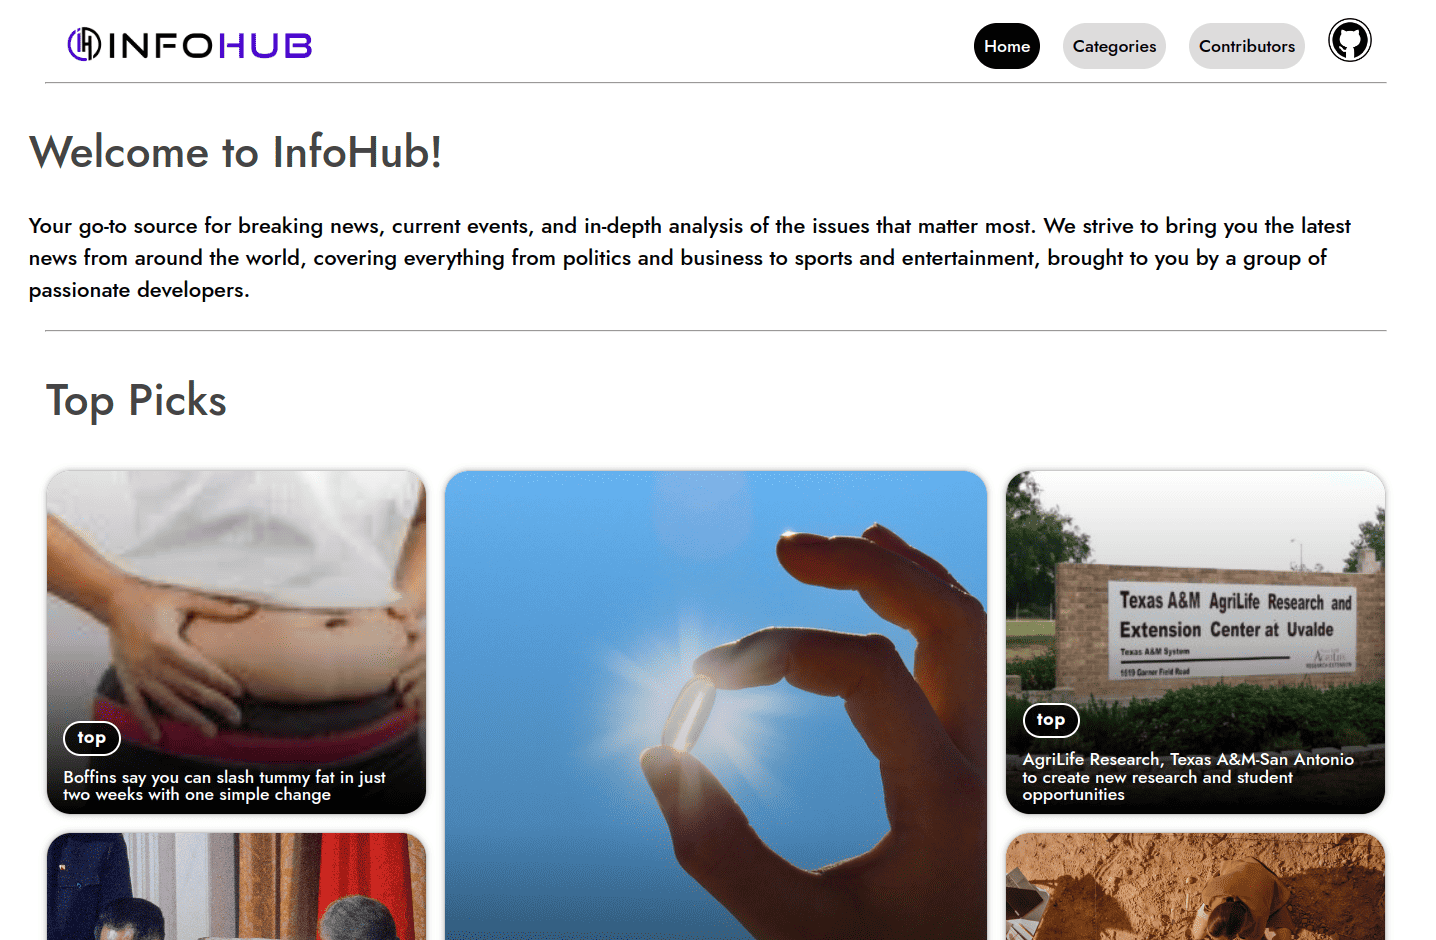 INFOHUB
Home
Categories
Contributors
Welcome to InfoHub!
Your go-to source for breaking news, current events, and in-depth analysis of the issues that matter most. We strive to bring you the latest
news from around the world, covering everything from politics and business to sports and entertainment, brought to you by a group of
passionate developers.
Top Picks
top
Boffins say you can slash tummy fat in just
two weeks with one simple change
Texas A&M AgriLife Research and
Extension Center at Uvalde
Texas A&M System
1619 Garner Field Road
AgriLife
top
AgriLife Research, Texas A&M-San Antonio
to create new research and student
opportunities